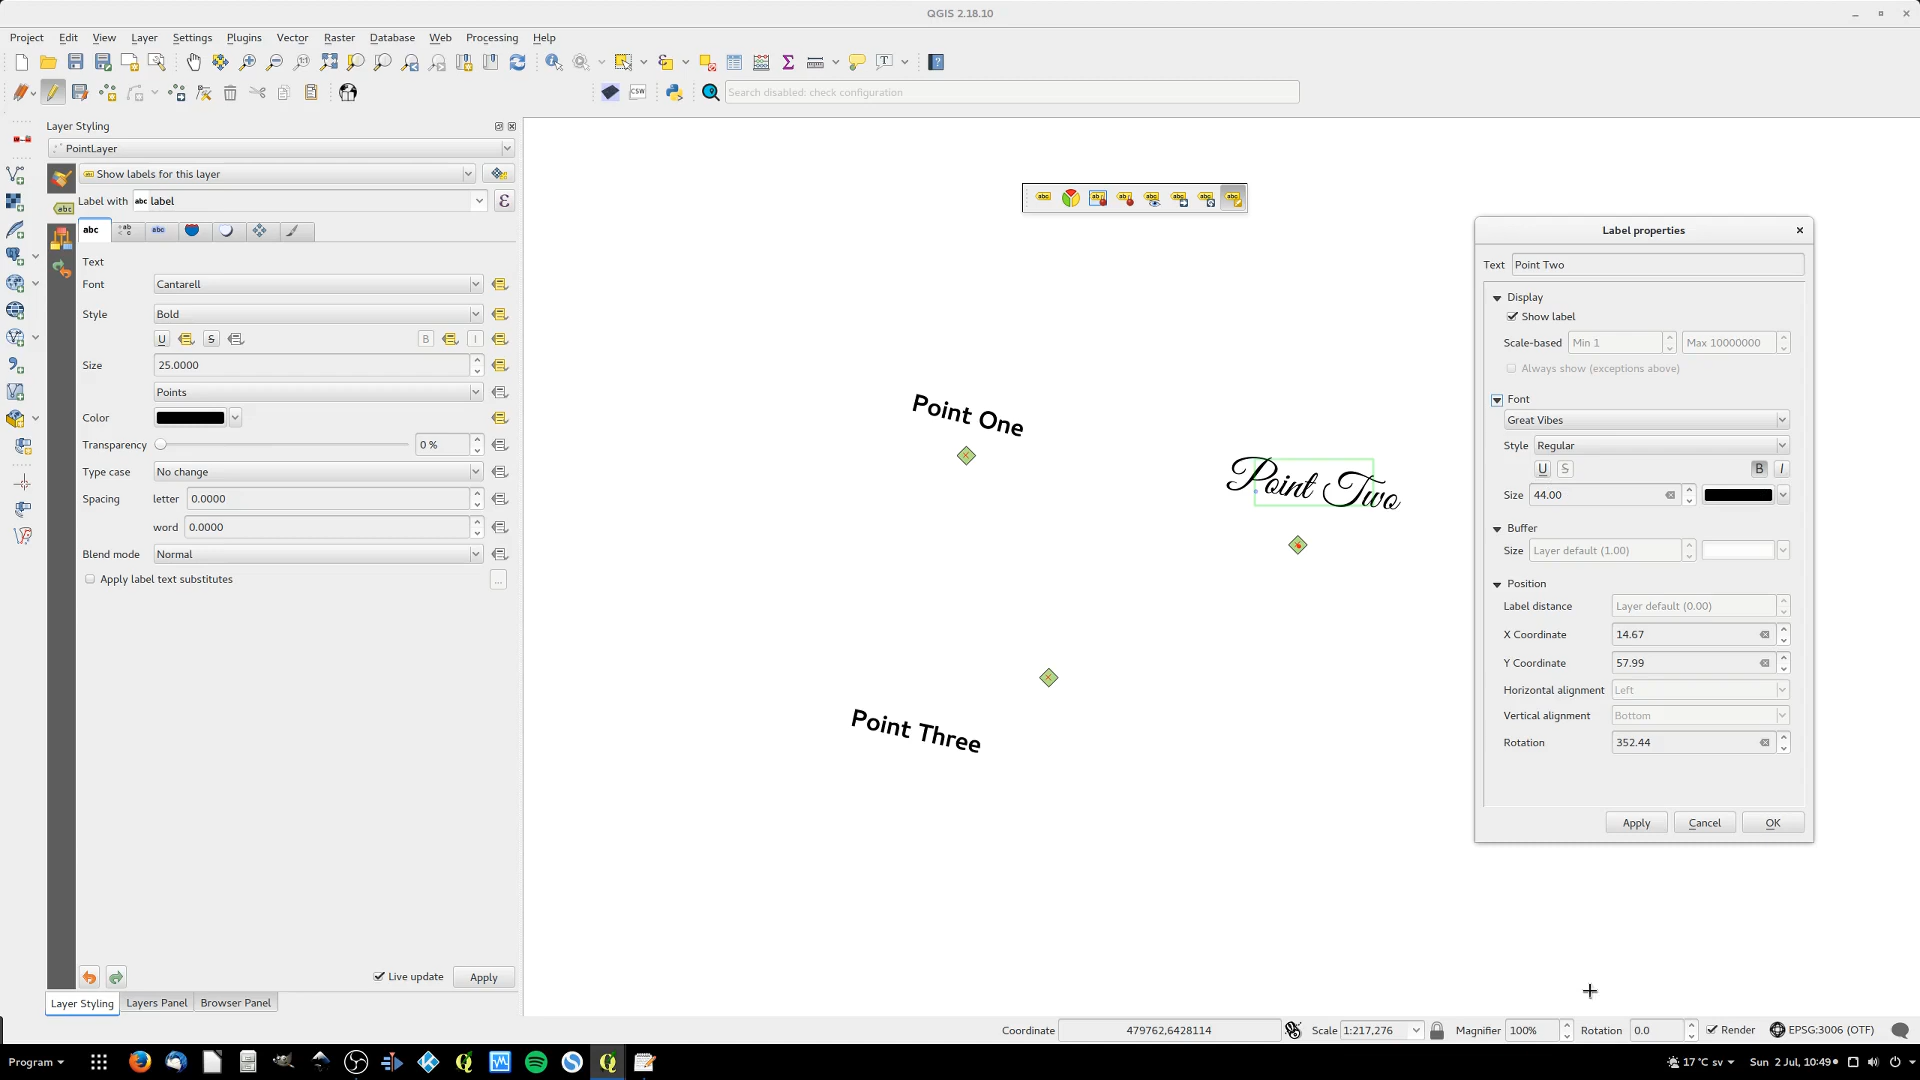 QGIS 2.18.10
Project Edit View Layer Settings Plugins Vector Raster Database Web Processing Help
CSW Search disabled: check configuration
Layer Styling
PointLayer
Show labels for this layer
Label with abc label
abc
Text
Font Cantarell
Style Bold
U S B I
Size 25.0000
Points
Color
Transparency 0 %
Type case No change
Spacing letter 0.0000
word 0.0000
Blend mode Normal
Apply label text substitutes ...
Live update Apply
Layer Styling Layers Panel Browser Panel
Point One
Point Two
Point Three
Label properties
Text Point Two
Display
Show label
Scale-based Min 1 Max 10000000
Always show (exceptions above)
Font
Great Vibes
Style Regular
U S B I
Size 44.00
Buffer
Size Layer default (1.00)
Position
Label distance Layer default (0.00)
X Coordinate 14.67
Y Coordinate 57.99
Horizontal alignment Left
Vertical alignment Bottom
Rotation 352.44
Apply Cancel OK
Coordinate 479762,6428114 Scale 1:217,276 Magnifier 100% Rotation 0.0 Render EPSG:3006 (OTF)
Program 17 °C sv Sun 2 Jul, 10:49